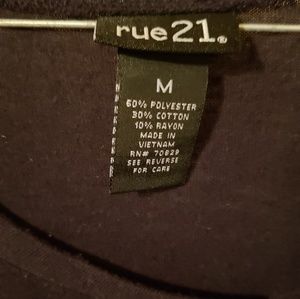 rue21®
M
60% POLYESTER
30% COTTON
10% RAYON
MADE IN
VIETNAM
RN# 70829
SEE REVERSE
FOR CARE